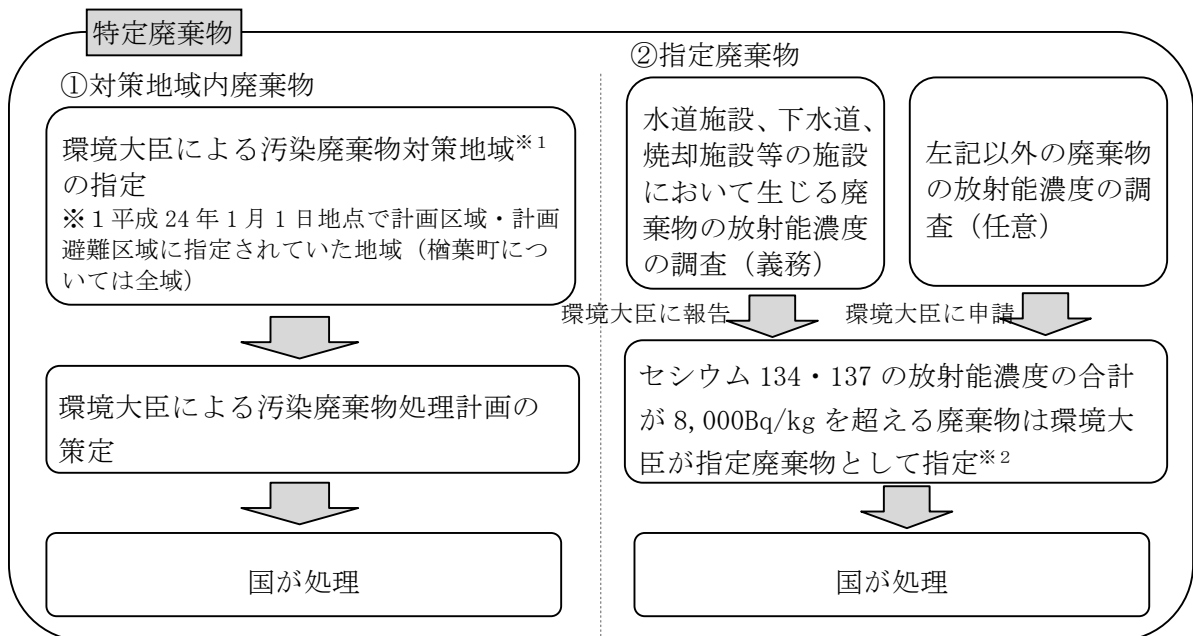 特定廃棄物
①対策地域内廃棄物
環境大臣による汚染廃棄物対策地域※1
の指定
※1平成24年1月1日地点で計画区域・計画
避難区域に指定されていた地域（楢葉町につ
いては全域）
環境大臣による汚染廃棄物処理計画の
策定
国が処理
②指定廃棄物
水道施設、下水道、
焼却施設等の施設
において生じる廃
棄物の放射能濃度
の調査（義務）
左記以外の廃棄物
の放射能濃度の調
査（任意）
環境大臣に報告
環境大臣に申請
セシウム134・137の放射能濃度の合計
が8,000Bq/kgを超える廃棄物は環境大
臣が指定廃棄物として指定※2
国が処理